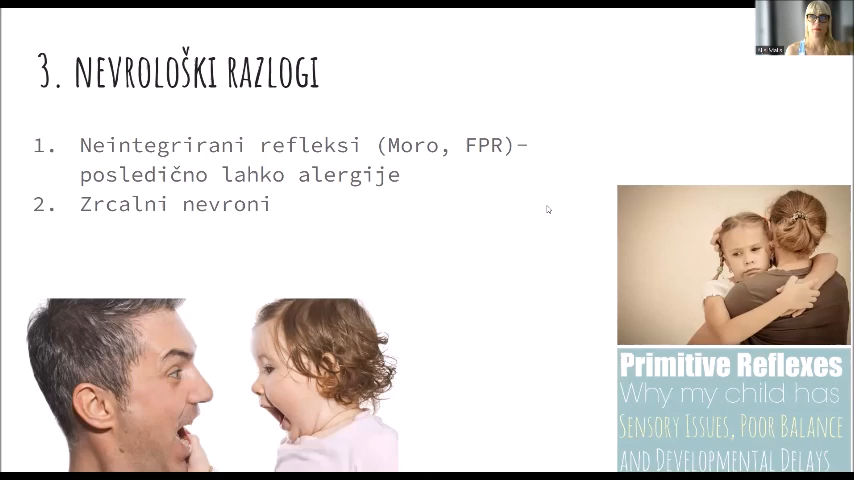 3. NEVROLOŠKI RAZLOGI
1. Neintegrirani refleksi (Moro, FPR)-
posledično lahko alergije
2. Zrcalni nevroni
Primitive Reflexes
Why my child has
SENSORY ISSUES, POOR BALANCE
AND DEVELOPMENTAL DELAYS